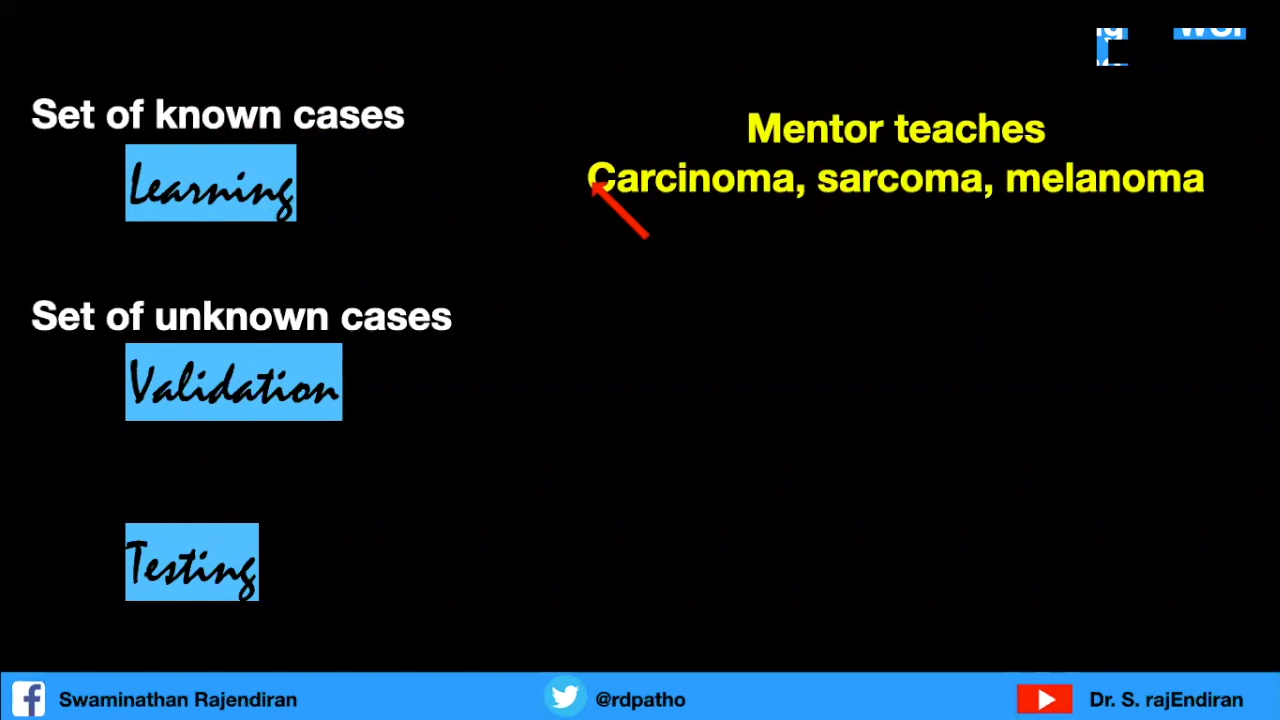 Set of known cases
Learning
Mentor teaches
Carcinoma, sarcoma, melanoma
Set of unknown cases
Validation
Testing
Swaminathan Rajendiran
@rdpatho
Dr. S. rajEndiran